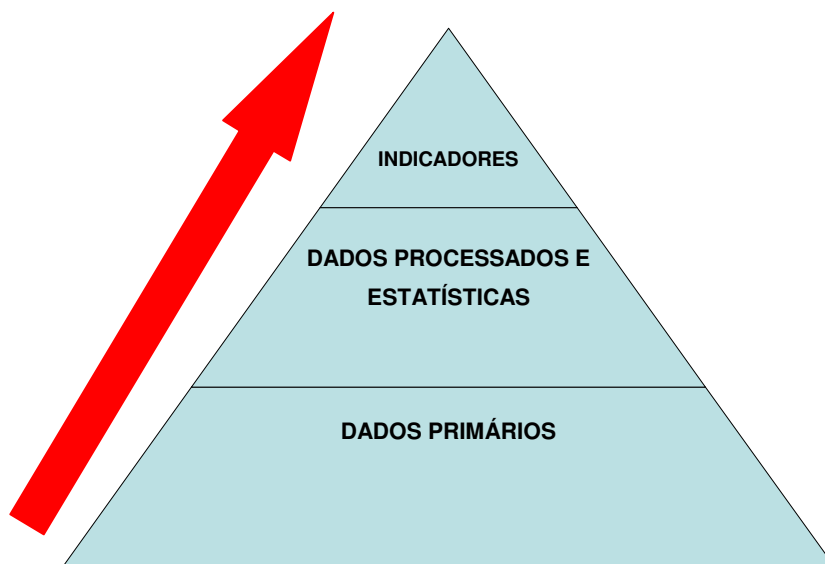 INDICADORES
DADOS PROCESSADOS E
ESTATÍSTICAS
DADOS PRIMÁRIOS